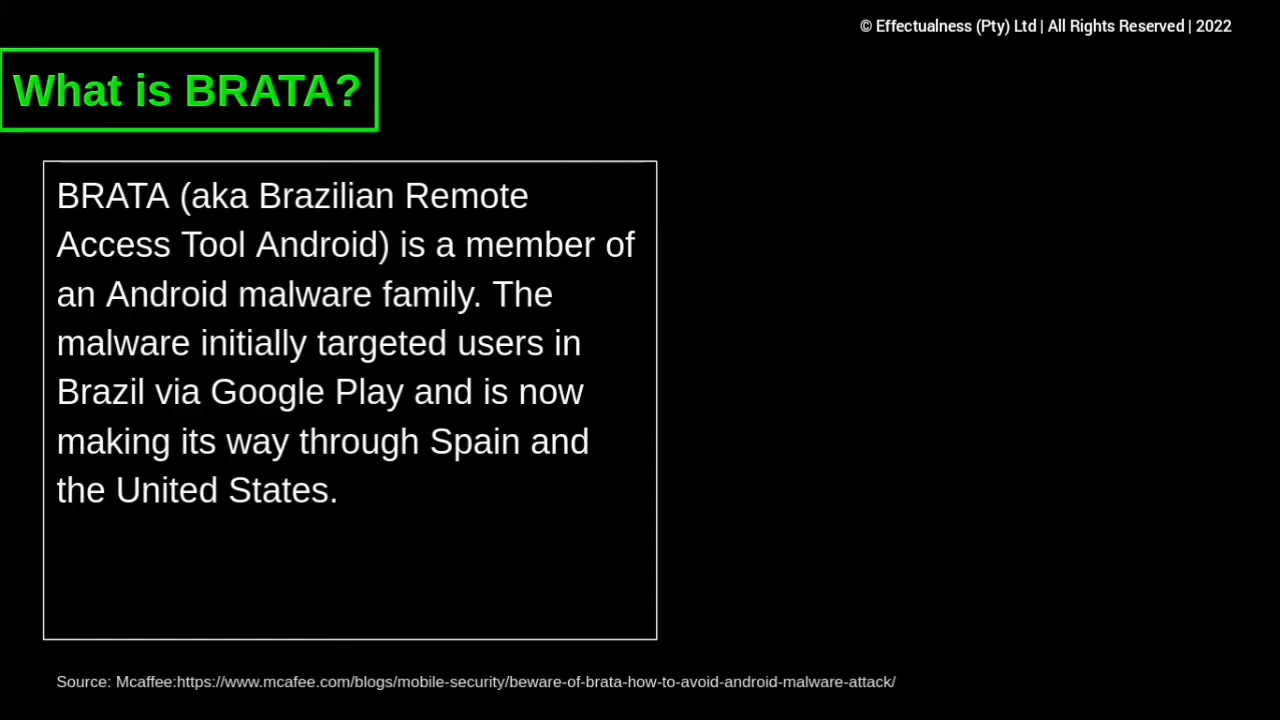 © Effectualness (Pty) Ltd | All Rights Reserved | 2022
What is BRATA?
BRATA (aka Brazilian Remote
Access Tool Android) is a member of
an Android malware family. The
malware initially targeted users in
Brazil via Google Play and is now
making its way through Spain and
the United States.
Source: Mcaffee:https://www.mcafee.com/blogs/mobile-security/beware-of-brata-how-to-avoid-android-malware-attack/